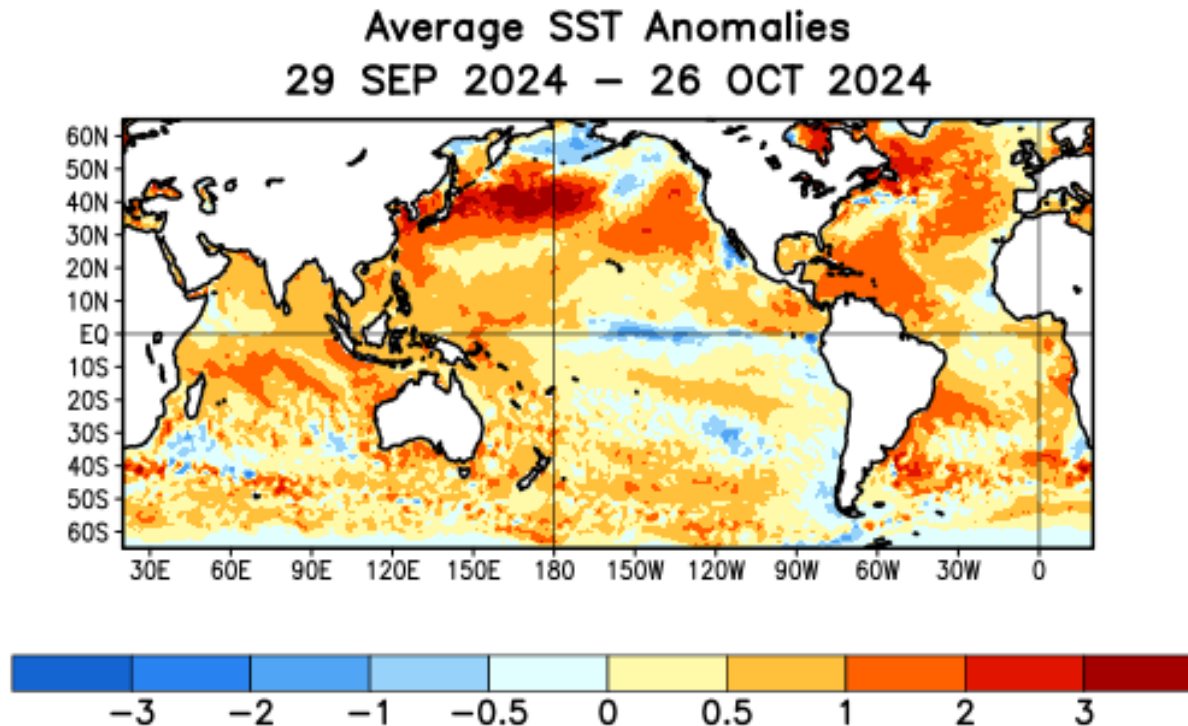 Average SST Anomalies
29 SEP 2024 – 26 OCT 2024
60N
50N
40N
30N
20N
10N
EQ
10S
20S
30S
40S
50S
60S
30E 60E 90E 120E 150E 180 150W 120W 90W 60W 30W 0
-3 -2 -1 -0.5 0 0.5 1 2 3